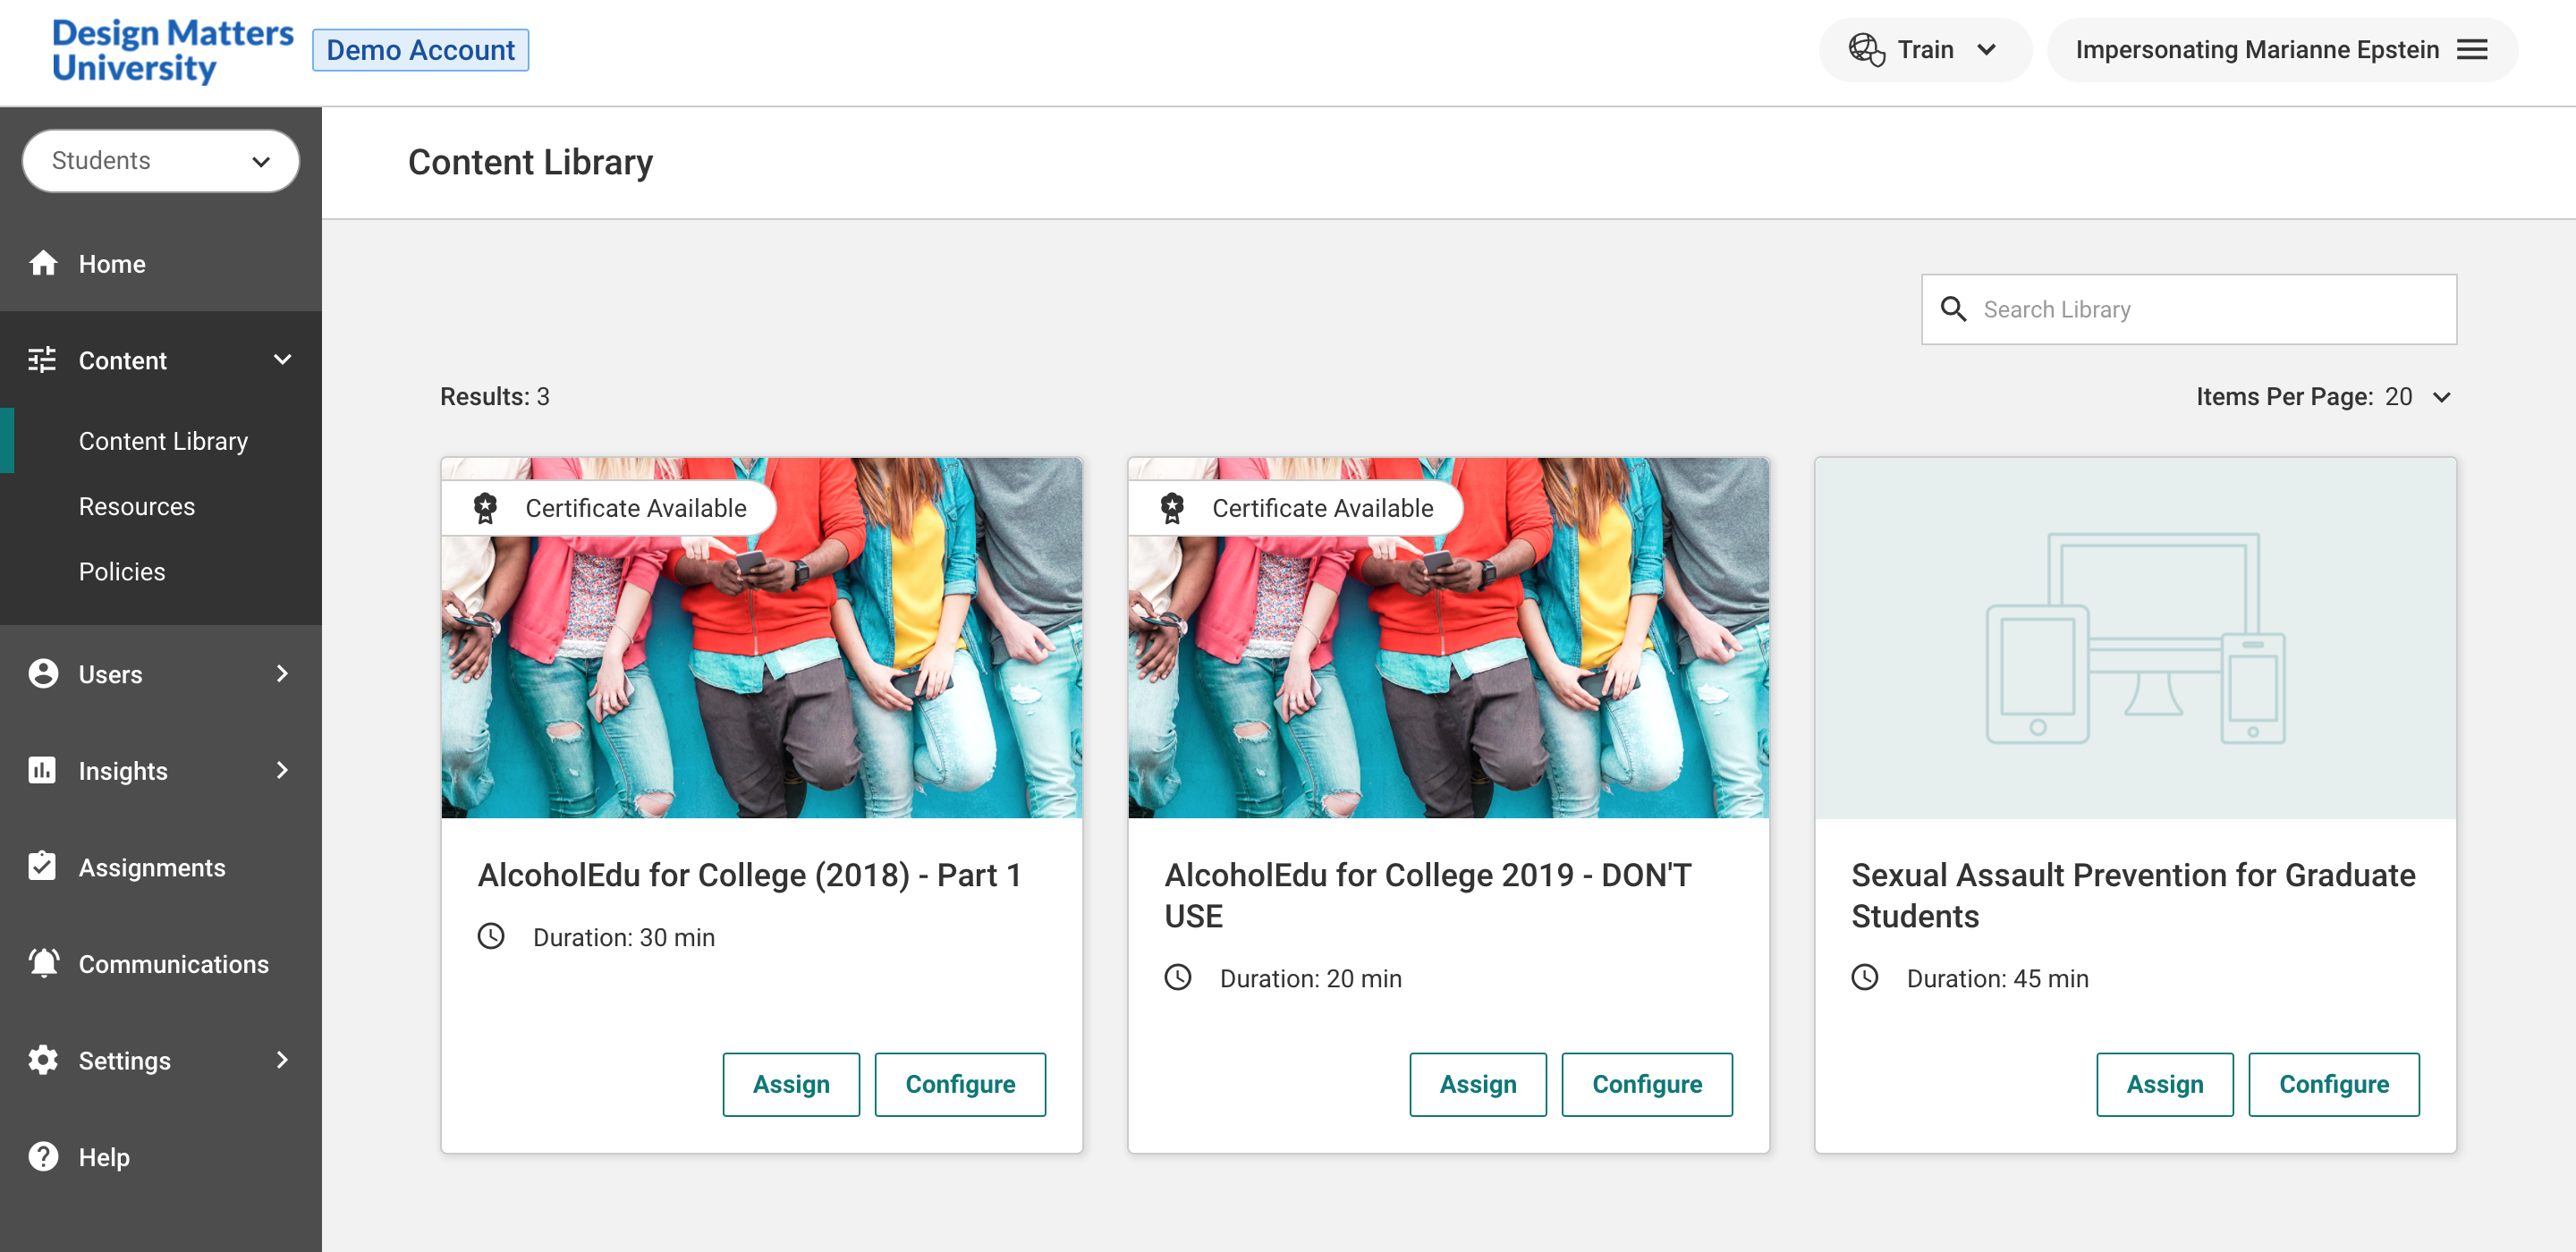 Design Matters
University
Demo Account
Train
Impersonating Marianne Epstein
Students
Home
Content
Content Library
Resources
Policies
Users
Insights
Assignments
Communications
Settings
Help
Content Library
Search Library
Results: 3
Items Per Page: 20
Certificate Available
AlcoholEdu for College (2018) - Part 1
Duration: 30 min
Assign
Configure
Certificate Available
AlcoholEdu for College 2019 - DON'T
USE
Duration: 20 min
Assign
Configure
Sexual Assault Prevention for Graduate
Students
Duration: 45 min
Assign
Configure